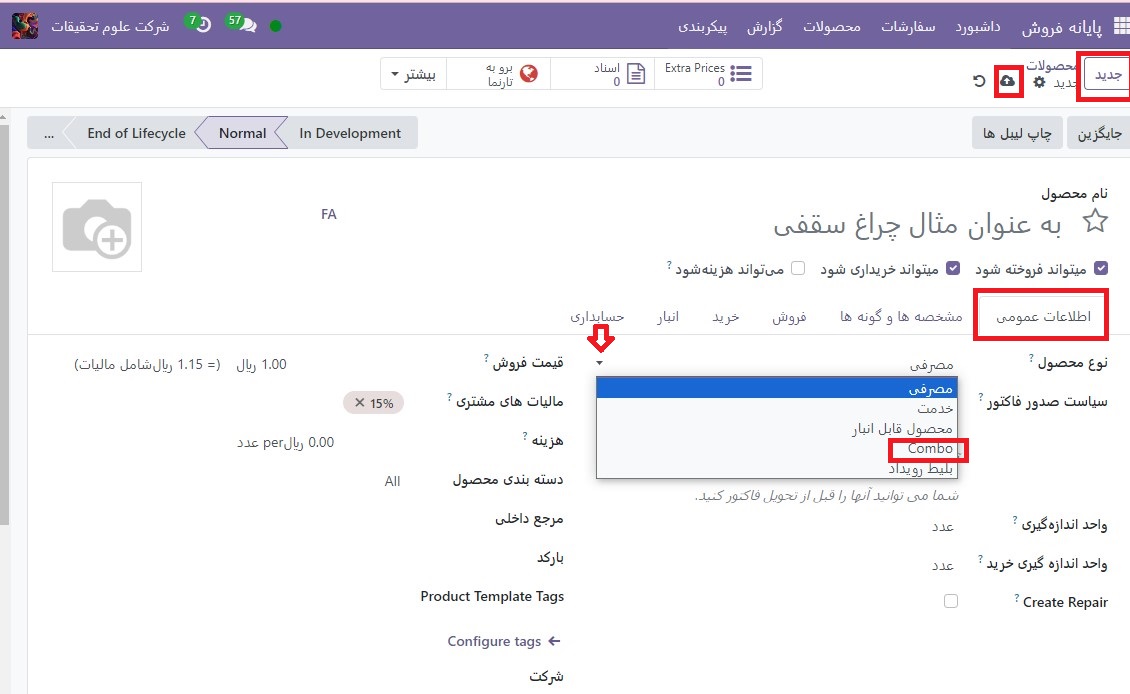 پایانه فروش داشبورد سفارشات محصولات گزارش پیکربندی 57 7 شرکت علوم تحقیقات
جدید محصولات
جدید
Extra Prices 0
اسناد 0
برو به تارنما
بیشتر
جایگزین چاپ لیبل ها
... End of Lifecycle Normal In Development
نام محصول
به عنوان مثال چراغ سقفی
FA
میتواند فروخته شود میتواند خریداری شود می‌تواند هزینه‌شود ?
اطلاعات عمومی مشخصه ها و گونه ها فروش خرید انبار حسابداری
نوع محصول ? مصرفی
مصرفی
خدمت
محصول قابل انبار
Combo
بلیط رویداد
سیاست صدور فاکتور ?
شما می توانید آنها را قبل از تحویل فاکتور کنید.
واحد اندازه‌گیری ? عدد
واحد اندازه گیری خرید ? عدد
Create Repair ?
قیمت فروش ? 1.00 ریال (= 1.15 ریال‌شامل مالیات)
مالیات های مشتری ? 15% ×
هزینه ? 0.00 ریال‌per عدد
دسته بندی محصول All
مرجع داخلی
بارکد
Product Template Tags
Configure tags
شرکت